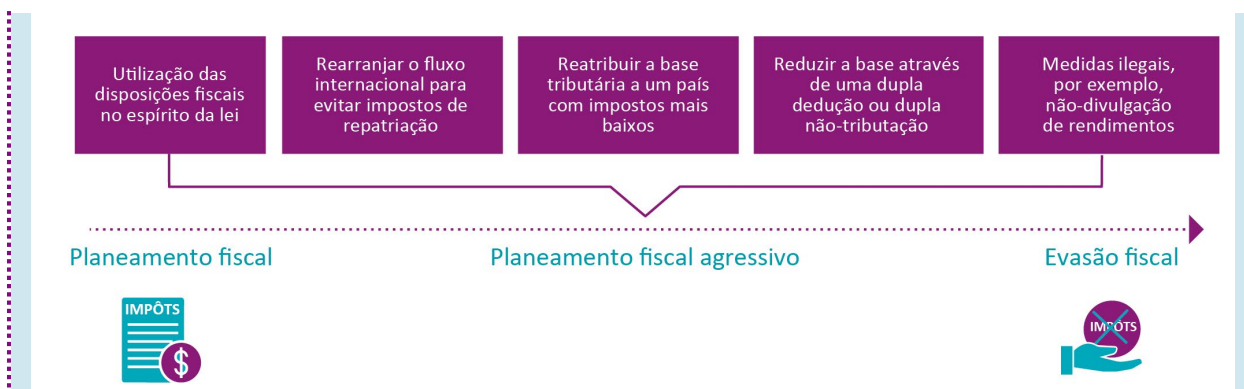 Utilização das
disposições fiscais
no espírito da lei
Rearranjar o fluxo
internacional para
evitar impostos de
repatriação
Reatribuir a base
tributária a um país
com impostos mais
baixos
Reduzir a base através
de uma dupla
dedução ou dupla
não-tributação
Medidas ilegais,
por exemplo,
não-divulgação
de rendimentos
Planeamento fiscal
Planeamento fiscal agressivo
Evasão fiscal
IMPÔTS
$
IMPÔTS